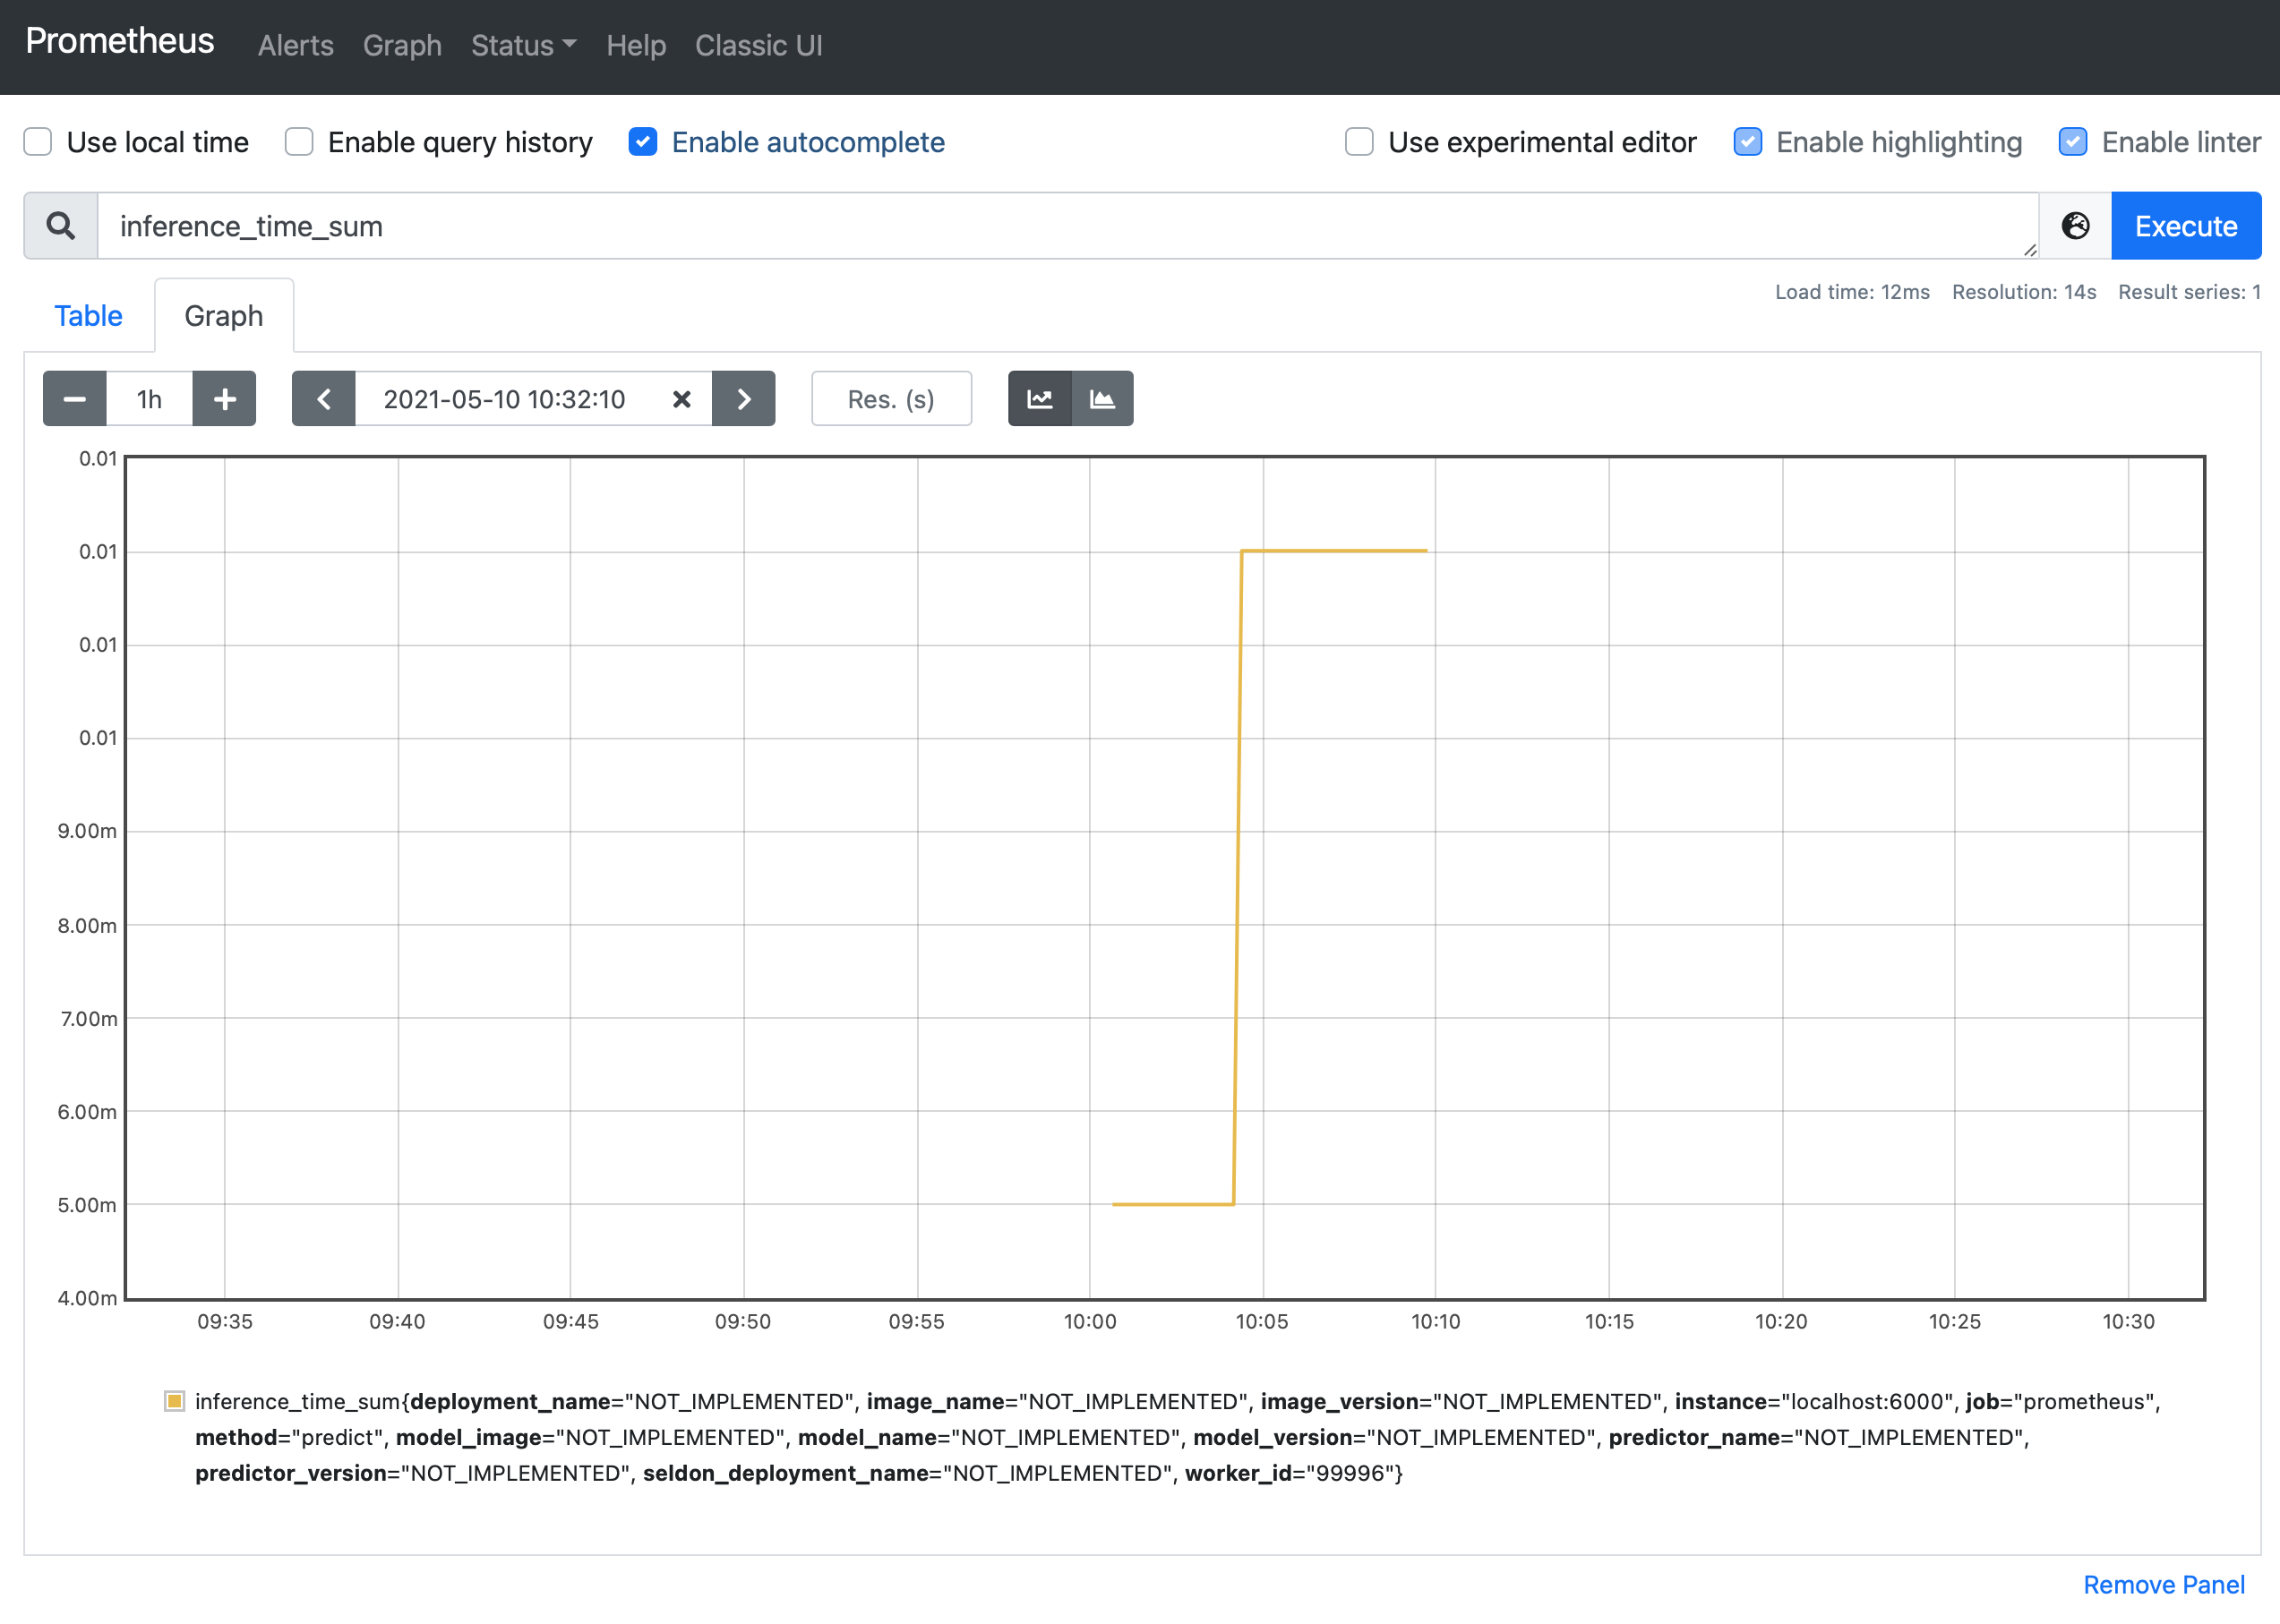 Prometheus Alerts Graph Status Help Classic UI
Use local time Enable query history Enable autocomplete Use experimental editor Enable highlighting Enable linter
inference_time_sum Execute
Load time: 12ms Resolution: 14s Result series: 1
Table Graph
1h 2021-05-10 10:32:10 Res. (s)
0.01
0.01
0.01
0.01
9.00m
8.00m
7.00m
6.00m
5.00m
4.00m
09:35 09:40 09:45 09:50 09:55 10:00 10:05 10:10 10:15 10:20 10:25 10:30
inference_time_sum{deployment_name="NOT_IMPLEMENTED", image_name="NOT_IMPLEMENTED", image_version="NOT_IMPLEMENTED", instance="localhost:6000", job="prometheus",
method="predict", model_image="NOT_IMPLEMENTED", model_name="NOT_IMPLEMENTED", model_version="NOT_IMPLEMENTED", predictor_name="NOT_IMPLEMENTED",
predictor_version="NOT_IMPLEMENTED", seldon_deployment_name="NOT_IMPLEMENTED", worker_id="99996"}
Remove Panel